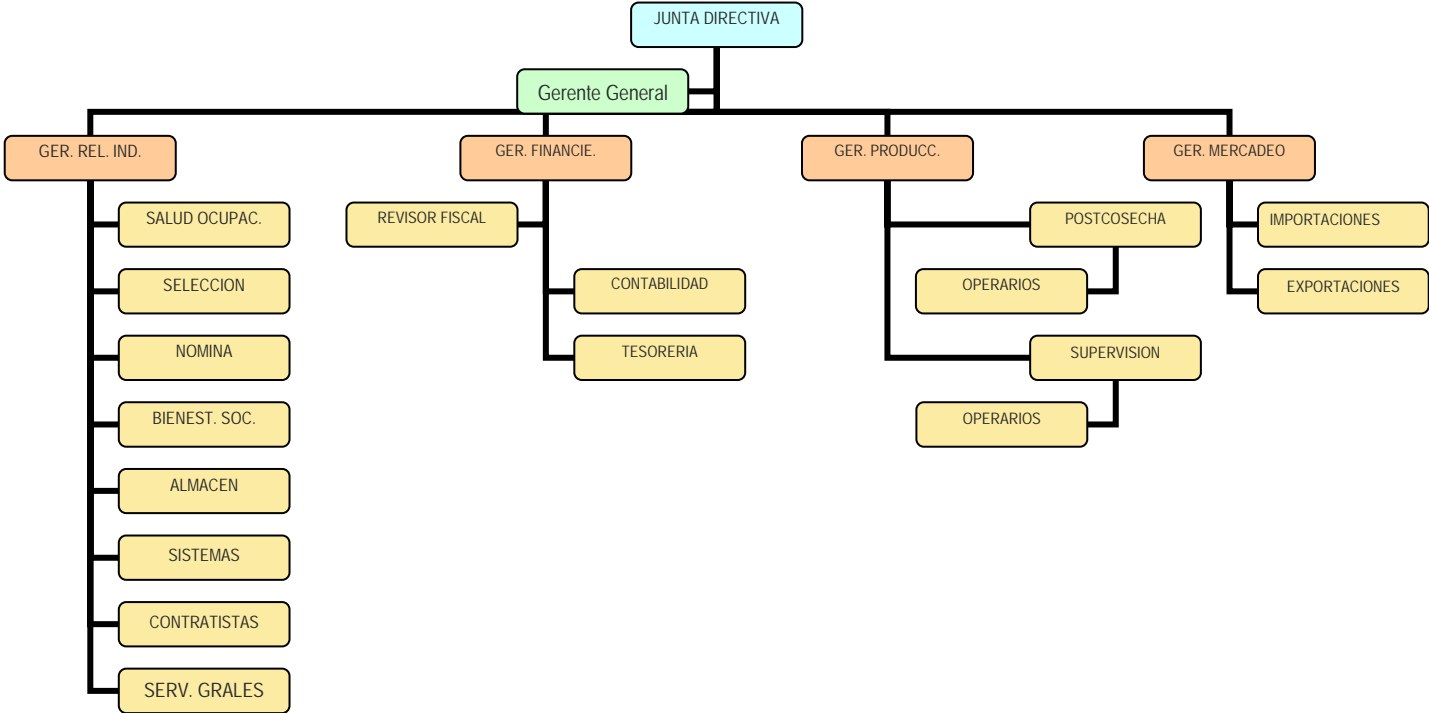 JUNTA DIRECTIVA
Gerente General
GER. REL. IND.
GER. FINANCIE.
GER. PRODUCC.
GER. MERCADEO
SALUD OCUPAC.
REVISOR FISCAL
POSTCOSECHA
IMPORTACIONES
SELECCION
CONTABILIDAD
OPERARIOS
EXPORTACIONES
NOMINA
TESORERIA
SUPERVISION
BIENEST. SOC.
OPERARIOS
ALMACEN
SISTEMAS
CONTRATISTAS
SERV. GRALES